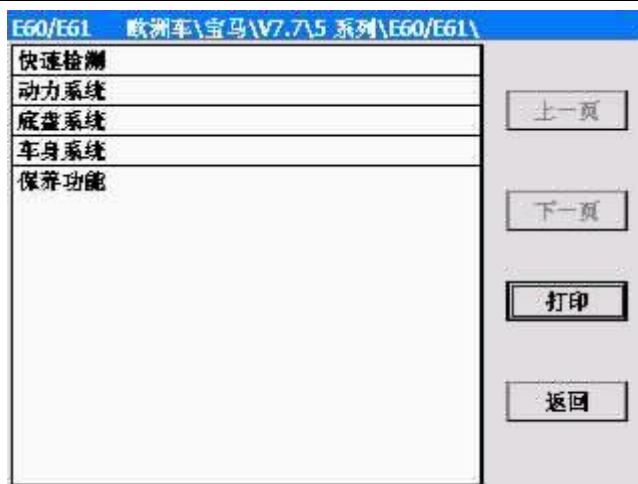 E60/E61 欧洲车\宝马\V7.7\5 系列\E60/E61\
快速检测
动力系统
底盘系统
车身系统
保养功能
上一页
下一页
打印
返回